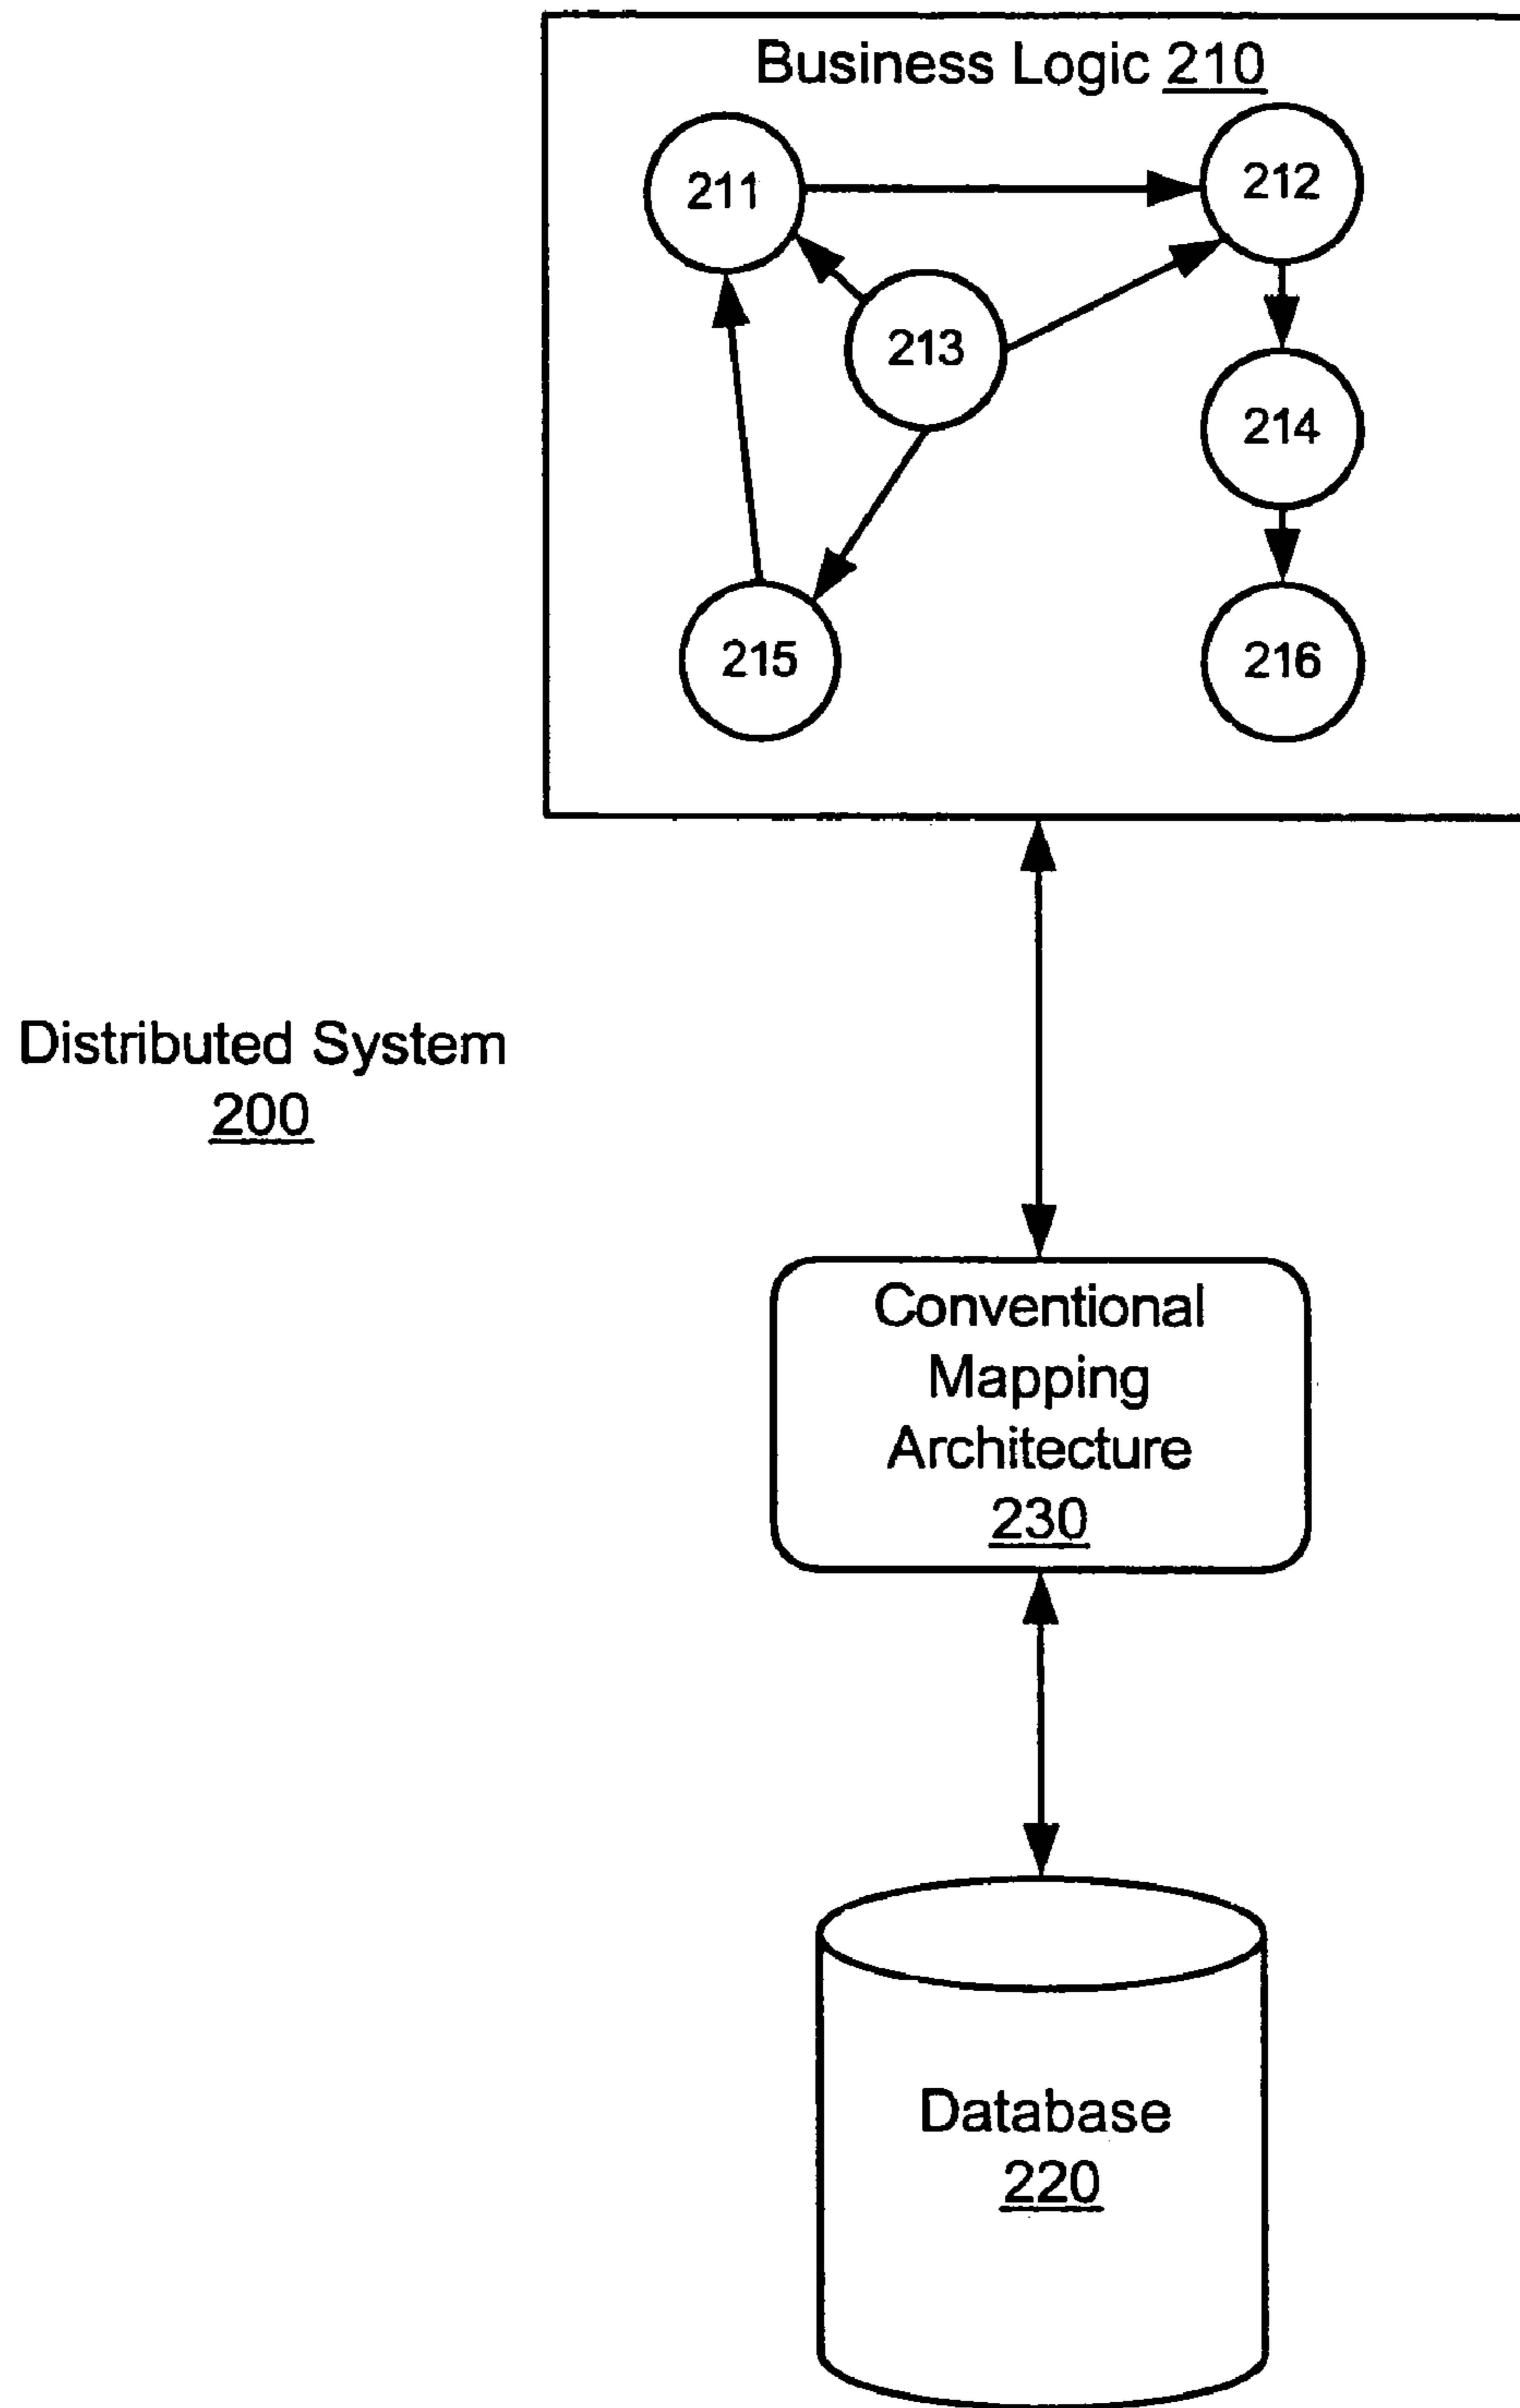 Business Logic 210
211
212
213
214
215
216
Distributed System
200
Conventional
Mapping
Architecture
230
Database
220